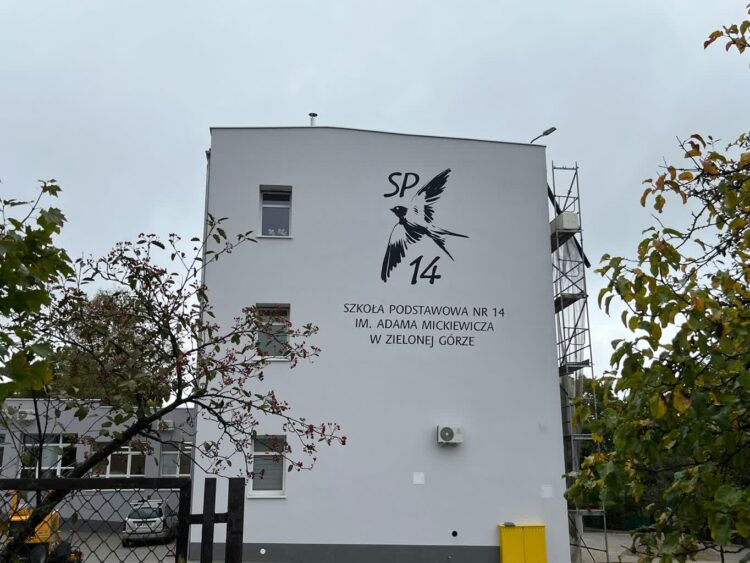 SP
14
SZKOŁA PODSTAWOWA NR 14
IM. ADAMA MICKIEWICZA
W ZIELONEJ GÓRZE